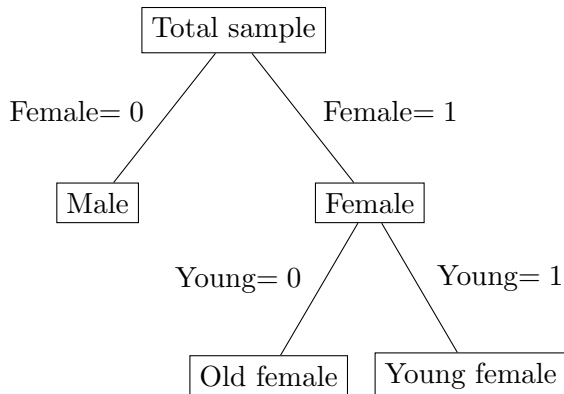 Total sample
Female= 0
Female= 1
Male
Female
Young= 0
Young= 1
Old female
Young female